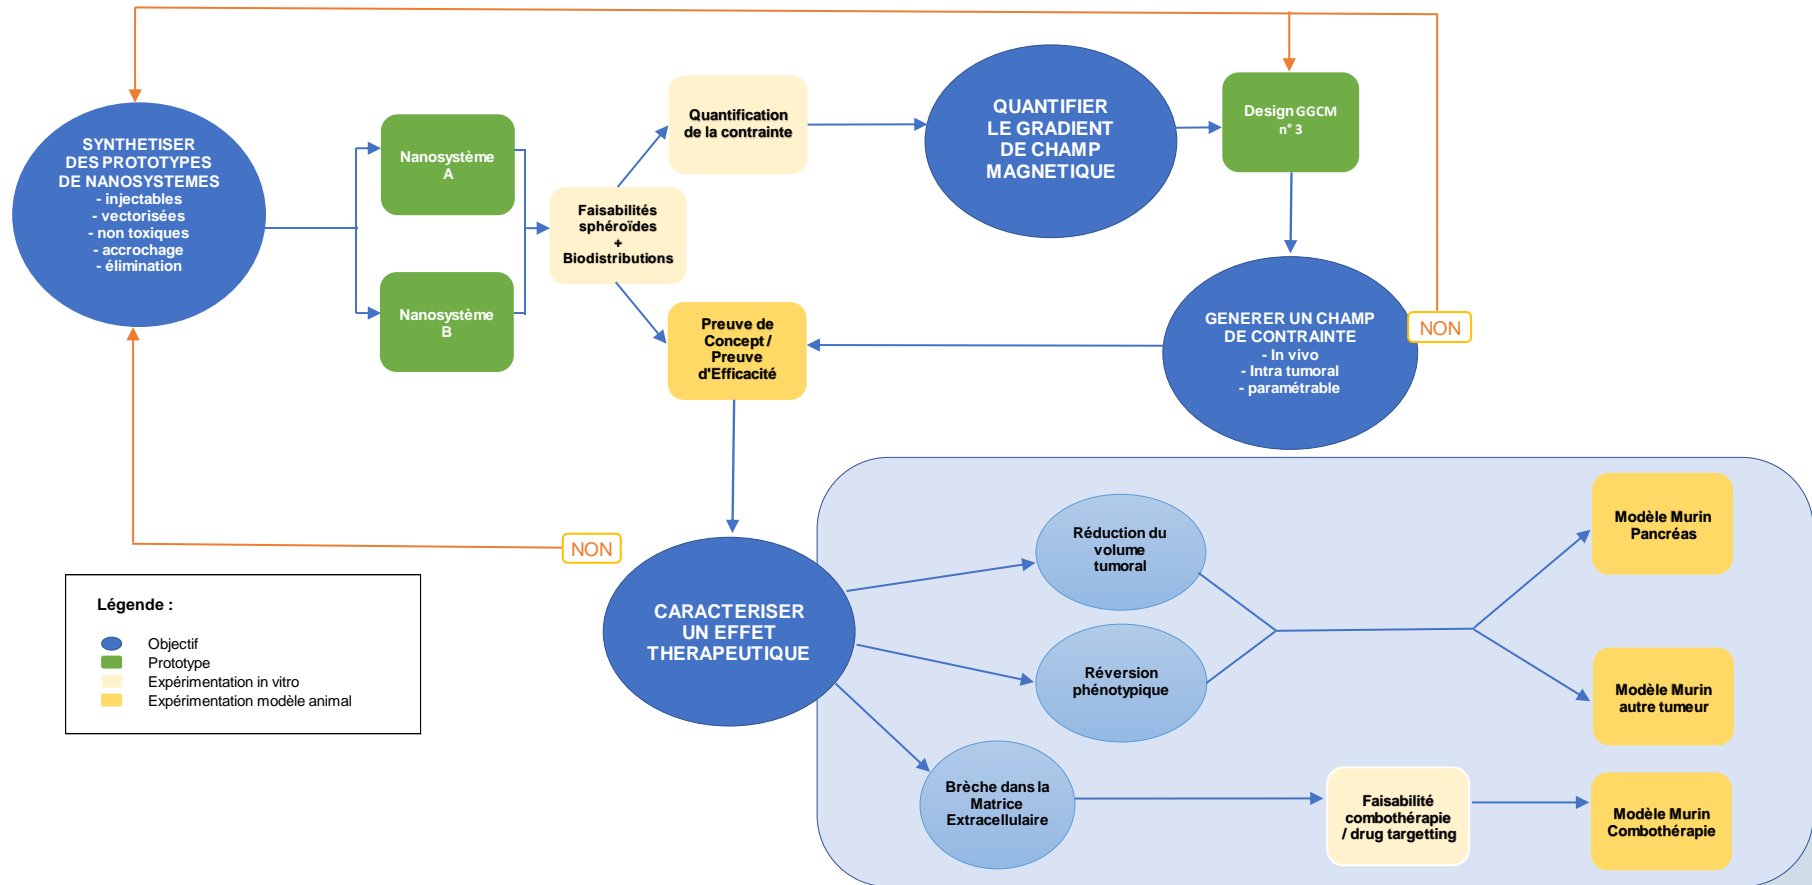 SYNTHETISER
DES PROTOTYPES
DE NANOSYSTEMES
- injectables
- vectorisées
- non toxiques
- accrochage
- élimination
Nanosystème
A
Nanosystème
B
Faisabilités
sphéroïdes
+
Biodistributions
Quantification
de la contrainte
QUANTIFIER
LE GRADIENT
DE CHAMP
MAGNETIQUE
Design GGCM
n° 3
GENERER UN CHAMP
DE CONTRAINTE
- In vivo
- Intra tumoral
- paramétrable
NON
Preuve de
Concept /
Preuve
d'Efficacité
NON
CARACTERISER
UN EFFET
THERAPEUTIQUE
Réduction du
volume
tumoral
Réversion
phénotypique
Brèche dans la
Matrice
Extracellulaire
Faisabilité
combothérapie
/ drug targetting
Modèle Murin
Pancréas
Modèle Murin
autre tumeur
Modèle Murin
Combothérapie
Légende :
Objectif
Prototype
Expérimentation in vitro
Expérimentation modèle animal